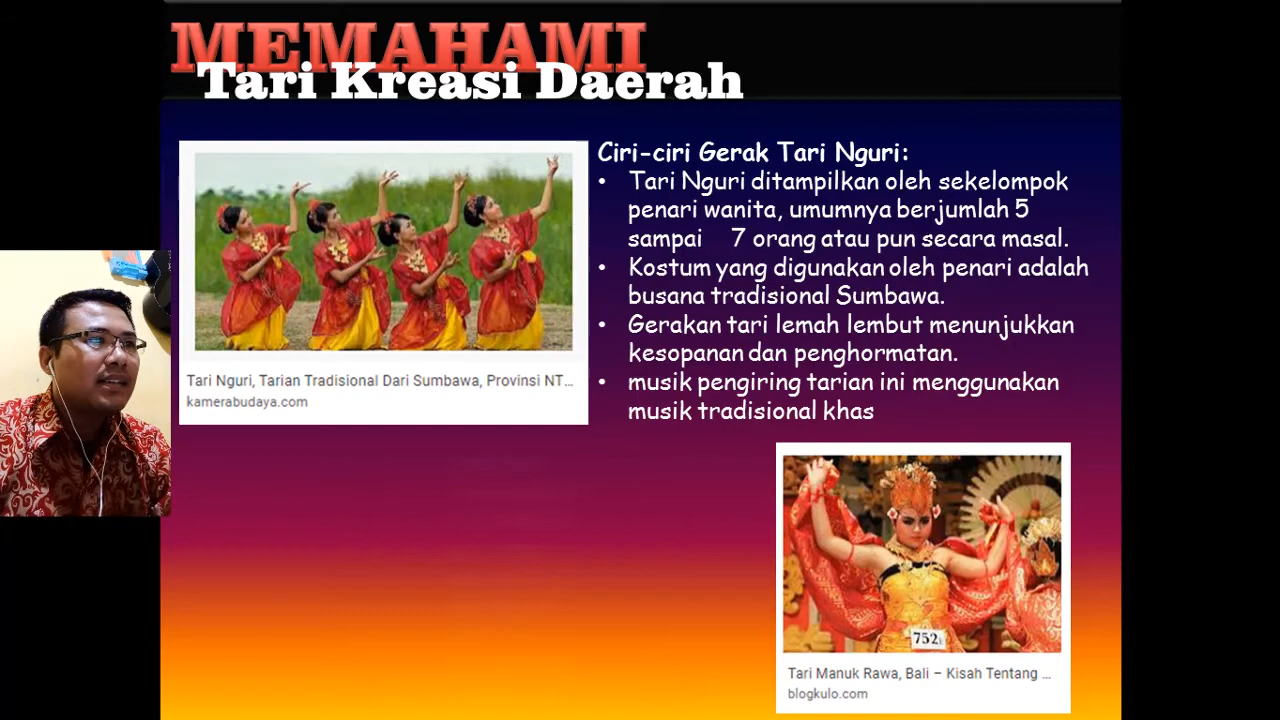 MEMAHAMI
Tari Kreasi Daerah
Ciri-ciri Gerak Tari Nguri:
• Tari Nguri ditampilkan oleh sekelompok
penari wanita, umumnya berjumlah 5
sampai 7 orang atau pun secara masal.
• Kostum yang digunakan oleh penari adalah
busana tradisional Sumbawa.
• Gerakan tari lemah lembut menunjukkan
kesopanan dan penghormatan.
• musik pengiring tarian ini menggunakan
musik tradisional khas
Tari Nguri, Tarian Tradisional Dari Sumbawa, Provinsi NT...
kamerabudaya.com
752
Tari Manuk Rawa, Bali – Kisah Tentang ...
blogkulo.com